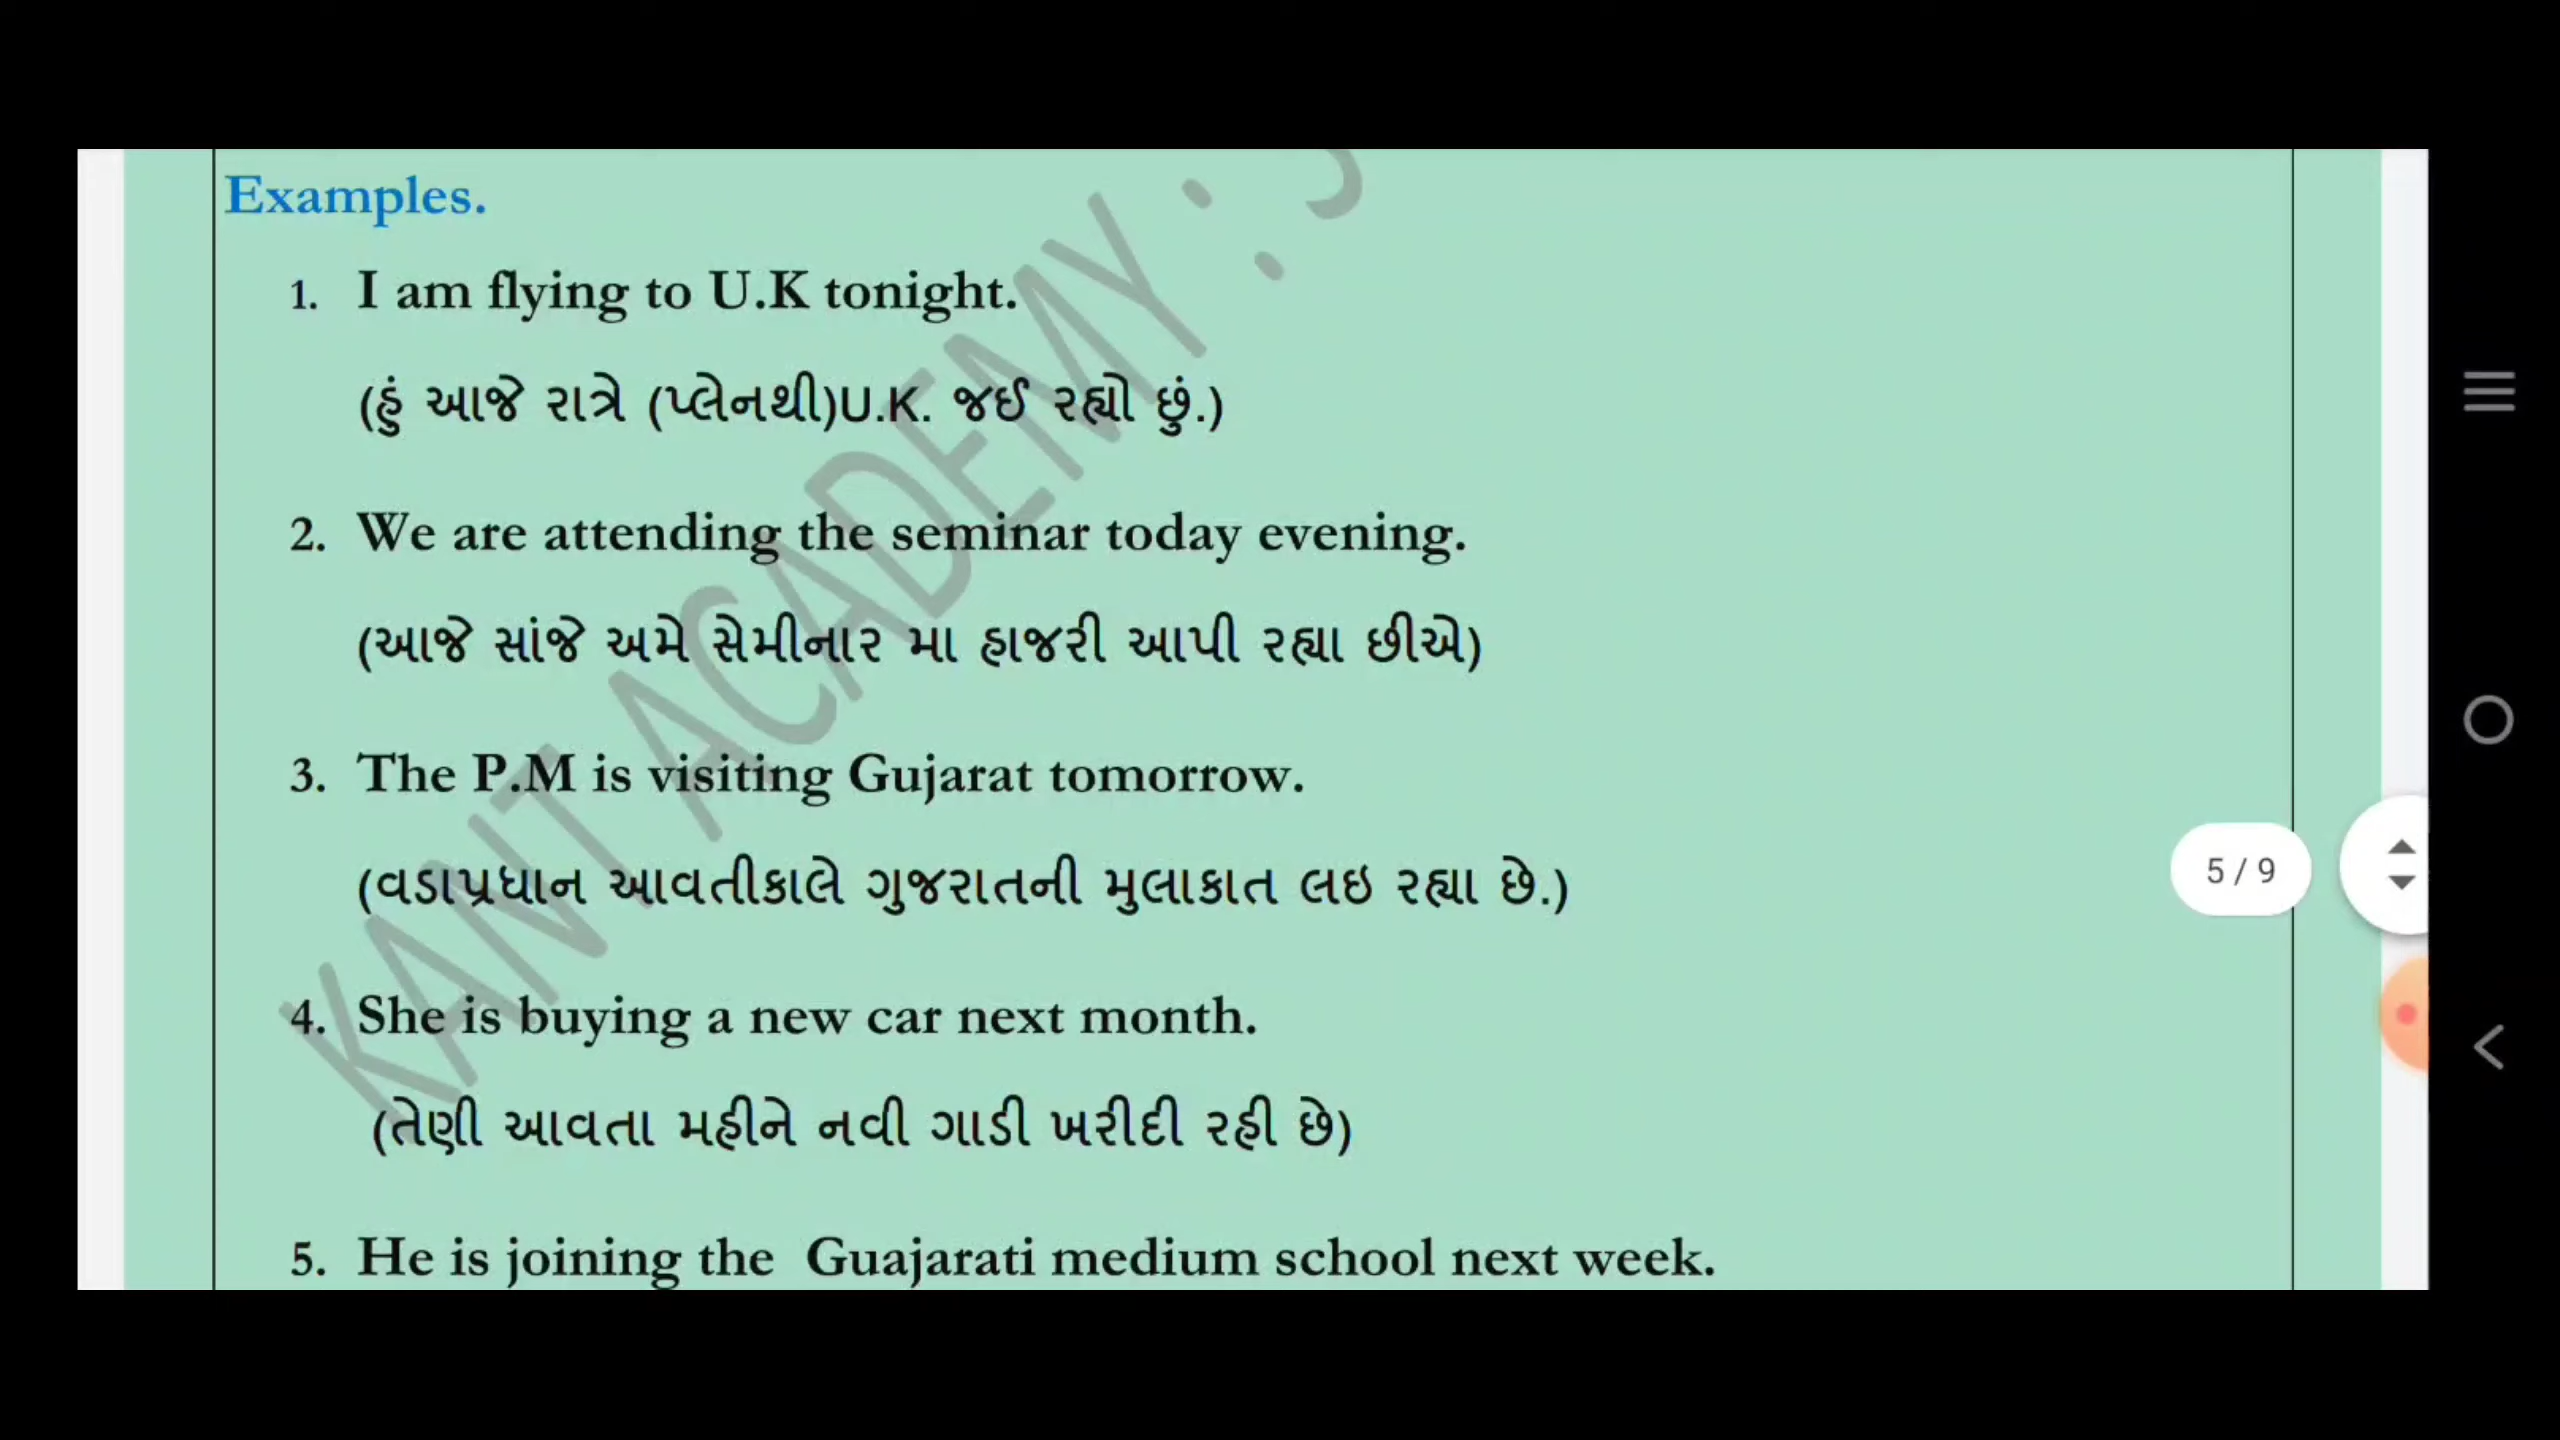 Examples.
1. I am flying to U.K tonight.
(હું આજે રાત્રે (પ્લેનથી)U.K. જઈ રહ્યો છું.)
2. We are attending the seminar today evening.
(આજે સાંજે અમે સેમીનાર મા હાજરી આપી રહ્યા છીએ)
3. The P.M is visiting Gujarat tomorrow.
(વડાપ્રધાન આવતીકાલે ગુજરાતની મુલાકાત લઇ રહ્યા છે.)
5 / 9
4. She is buying a new car next month.
(તેણી આવતા મહીને નવી ગાડી ખરીદી રહી છે)
5. He is joining the Guajarati medium school next week.
KANT ACADEMY :